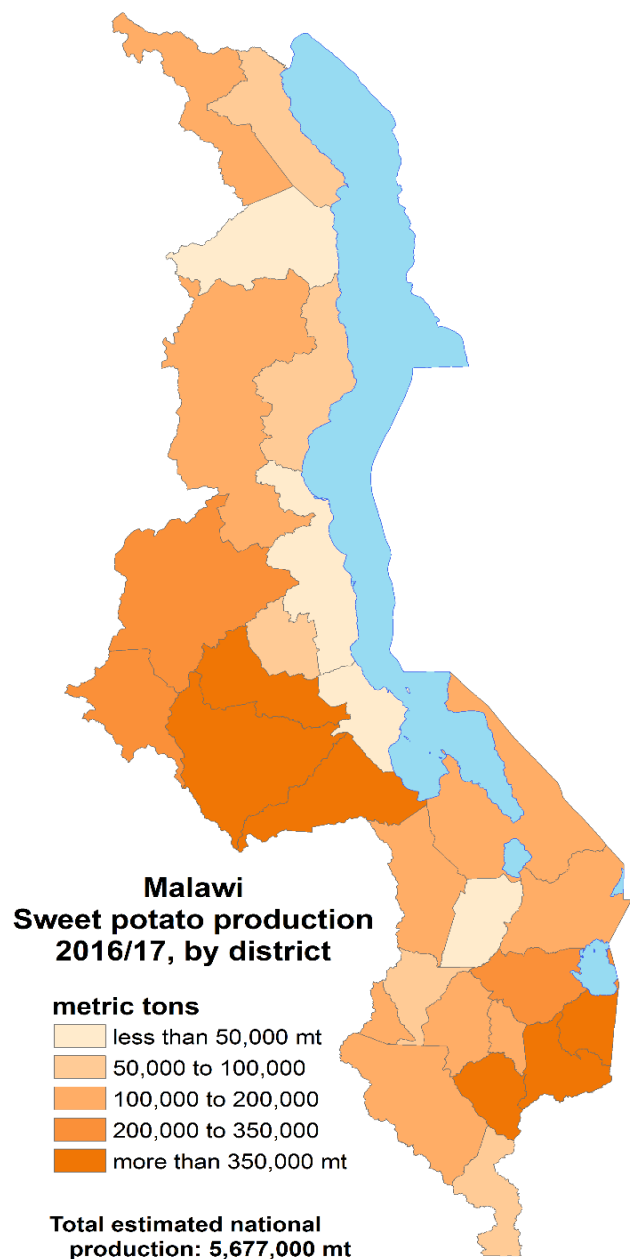 Malawi
Sweet potato production
2016/17, by district
metric tons
less than 50,000 mt
50,000 to 100,000
100,000 to 200,000
200,000 to 350,000
more than 350,000 mt
Total estimated national
production: 5,677,000 mt